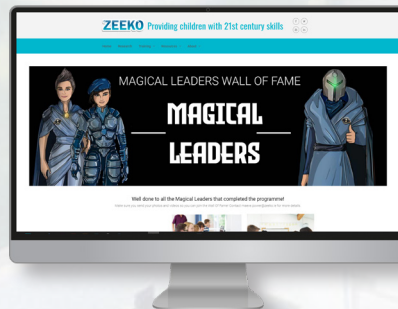 ZEEKO Providing children with 21st century skills
MAGICAL LEADERS WALL OF FAME
MAGICAL
LEADERS
Well done to all the Magical Leaders that completed the programme!